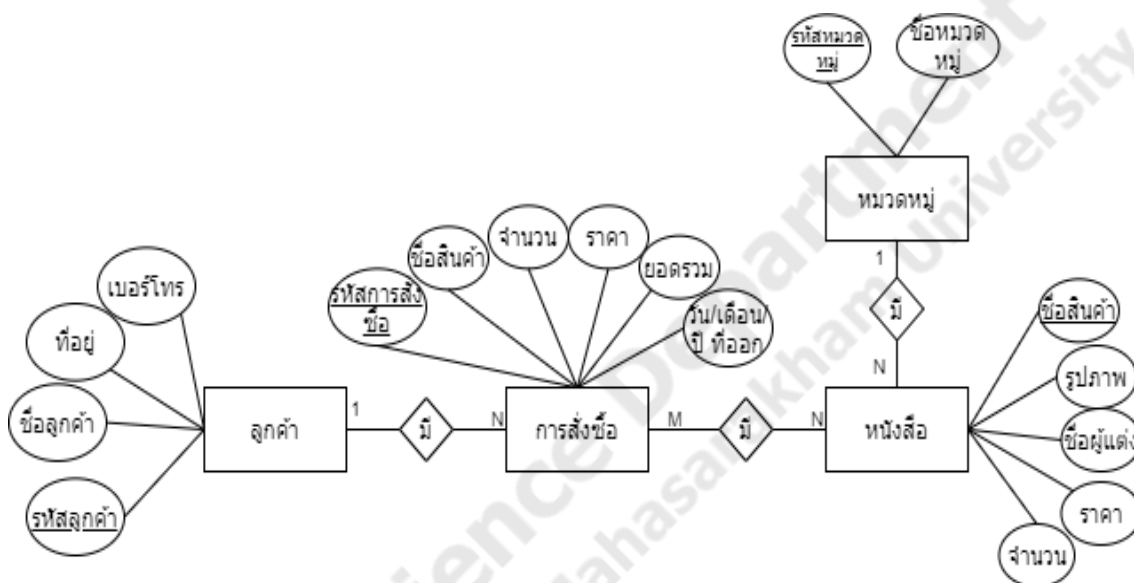 รหัสหมวด
หมู่
ชื่อหมวด
หมู่
หมวดหมู่
1
มี
N
เบอร์โทร
ที่อยู่
ชื่อลูกค้า
รหัสลูกค้า
ลูกค้า
1
มี
N
รหัสการสั่ง
ซื้อ
ชื่อสินค้า
จำนวน
ราคา
ยอดรวม
วัน/เดือน/
ปี ที่ออก
การสั่งซื้อ
M
มี
N
หนังสือ
ชื่อสินค้า
รูปภาพ
ชื่อผู้แต่ง
ราคา
จำนวน
ience Department
Mahasarakham University